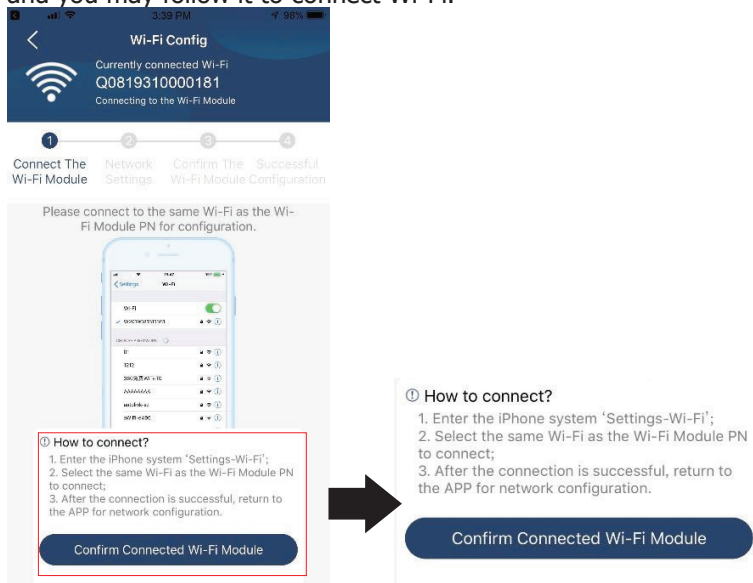 and you may follow it to connect Wi-Fi.
3:39 PM
98%
Wi-Fi Config
Currently connected Wi-Fi
Q0819310000181
Connecting to the Wi-Fi Module
1
2
3
4
Connect The
Wi-Fi Module
Network
Settings
Confirm The
Wi-Fi Module
Successful
Configuration
Please connect to the same Wi-Fi as the Wi-
Fi Module PN for configuration.
Settings
Wi-Fi
Wi-Fi
1212
How to connect?
1. Enter the iPhone system ‘Settings-Wi-Fi’;
2. Select the same Wi-Fi as the Wi-Fi Module PN
to connect;
3. After the connection is successful, return to
the APP for network configuration.
Confirm Connected Wi-Fi Module
How to connect?
1. Enter the iPhone system ‘Settings-Wi-Fi’;
2. Select the same Wi-Fi as the Wi-Fi Module PN
to connect;
3. After the connection is successful, return to
the APP for network configuration.
Confirm Connected Wi-Fi Module